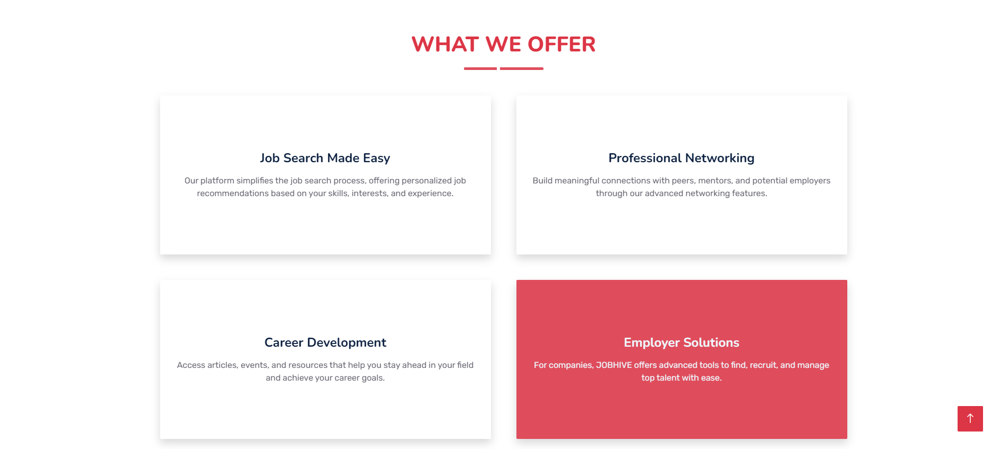 WHAT WE OFFER
Job Search Made Easy
Our platform simplifies the job search process, offering personalized job
recommendations based on your skills, interests, and experience.
Professional Networking
Build meaningful connections with peers, mentors, and potential employers
through our advanced networking features.
Career Development
Access articles, events, and resources that help you stay ahead in your field
and achieve your career goals.
Employer Solutions
For companies, JOBHIVE offers advanced tools to find, recruit, and manage
top talent with ease.